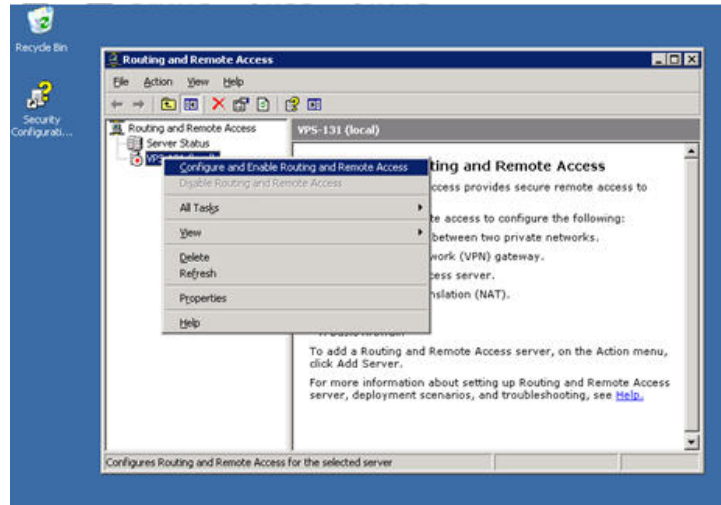 Recycle Bin
Security
Configurati...
Routing and Remote Access
File Action View Help
Routing and Remote Access
Server Status
VPS-131 (local)
Configure and Enable Routing and Remote Access
Disable Routing and Remote Access
All Tasks
View
Delete
Refresh
Properties
Help
ting and Remote Access
ccess provides secure remote access to
te access to configure the following:
between two private networks.
work (VPN) gateway.
cess server.
nslation (NAT).
To add a Routing and Remote Access server, on the Action menu,
click Add Server.
For more information about setting up Routing and Remote Access
server, deployment scenarios, and troubleshooting, see Help.
Configures Routing and Remote Access for the selected server